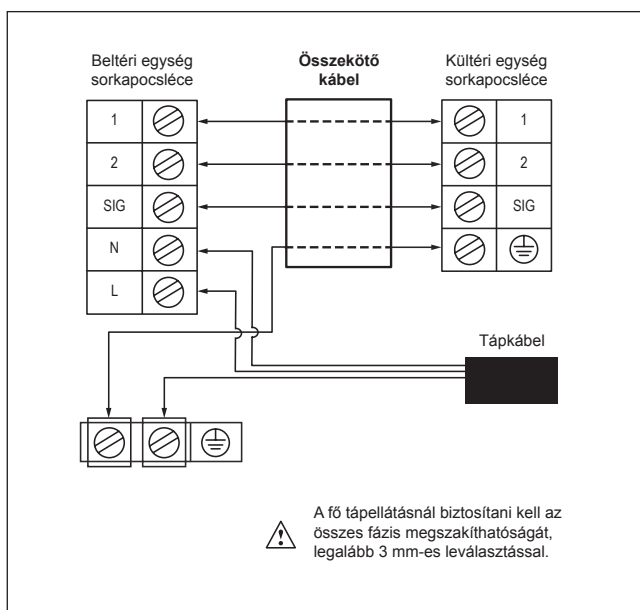 Beltéri egység
sorkapocsléce
Összekötő
kábel
Kültéri egység
sorkapocsléce
1
2
SIG
N
L
1
2
SIG
Tápkábel
A fő tápellátásnál biztosítani kell az
összes fázis megszakíthatóságát,
legalább 3 mm-es leválasztással.